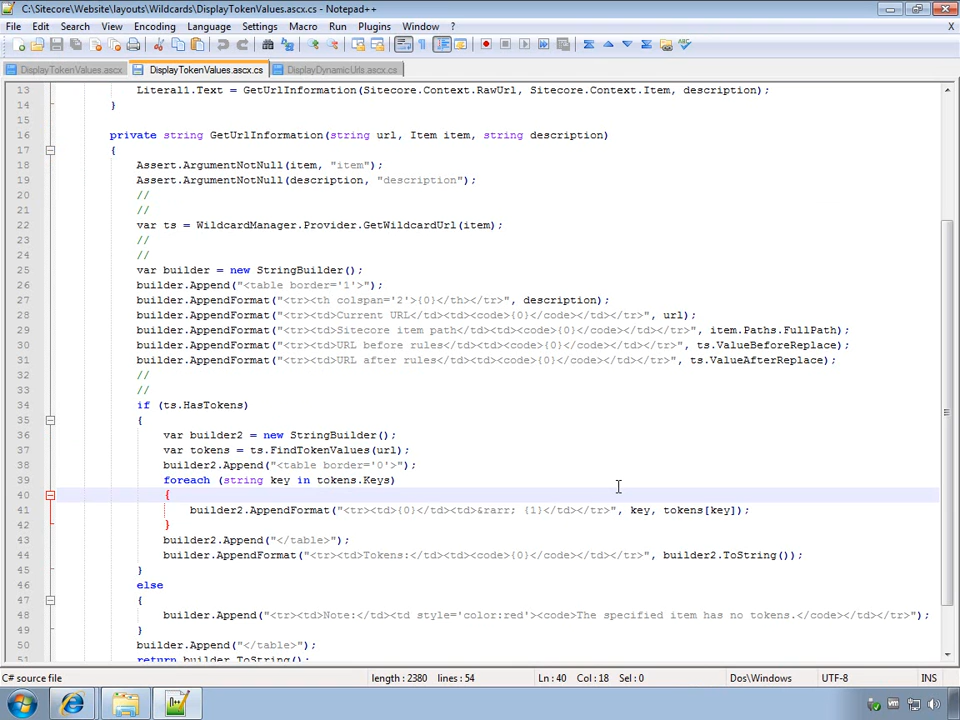 C:\Sitecore\Website\layouts\Wildcards\DisplayTokenValues.ascx.cs - Notepad++
File Edit Search View Encoding Language Settings Macro Run Plugins Window ? X
DisplayTokenValues.ascx DisplayTokenValues.ascx.cs DisplayDynamicUrls.ascx.cs
13 Literal1.Text = GetUrlInformation(Sitecore.Context.RawUrl, Sitecore.Context.Item, description);
14 }
15
16 private string GetUrlInformation(string url, Item item, string description)
17 {
18 Assert.ArgumentNotNull(item, "item");
19 Assert.ArgumentNotNull(description, "description");
20 //
21 //
22 var ts = WildcardManager.Provider.GetWildcardUrl(item);
23 //
24 //
25 var builder = new StringBuilder();
26 builder.Append("<table border='1'>");
27 builder.AppendFormat("<tr><th colspan='2'>{0}</th></tr>", description);
28 builder.AppendFormat("<tr><td>Current URL</td><td><code>{0}</code></td></tr>", url);
29 builder.AppendFormat("<tr><td>Sitecore item path</td><td><code>{0}</code></td></tr>", item.Paths.FullPath);
30 builder.AppendFormat("<tr><td>URL before rules</td><td><code>{0}</code></td></tr>", ts.ValueBeforeReplace);
31 builder.AppendFormat("<tr><td>URL after rules</td><td><code>{0}</code></td></tr>", ts.ValueAfterReplace);
32 //
33 //
34 if (ts.HasTokens)
35 {
36 var builder2 = new StringBuilder();
37 var tokens = ts.FindTokenValues(url);
38 builder2.Append("<table border='0'>");
39 foreach (string key in tokens.Keys)
40 {
41 builder2.AppendFormat("<tr><td>{0}</td><td>&rarr; {1}</td></tr>", key, tokens[key]);
42 }
43 builder2.Append("</table>");
44 builder.AppendFormat("<tr><td>Tokens:</td><td><code>{0}</code></td></tr>", builder2.ToString());
45 }
46 else
47 {
48 builder.Append("<tr><td>Note:</td><td style='color:red'><code>The specified item has no tokens.</code></td></tr>");
49 }
50 builder.Append("</table>");
51 return builder.ToString();
C# source file length : 2380 lines : 54 Ln : 40 Col : 18 Sel : 0 Dos\Windows UTF-8 INS